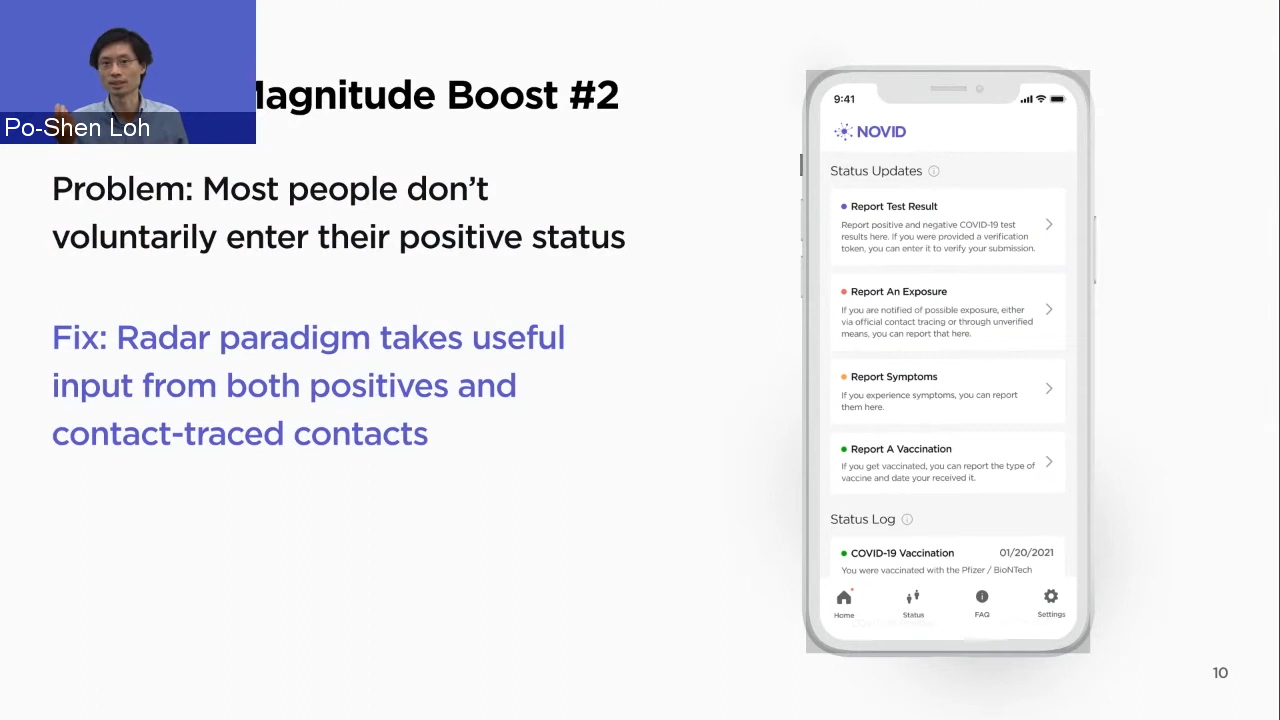 Po-Shen Loh
Magnitude Boost #2
Problem: Most people don’t
voluntarily enter their positive status
Fix: Radar paradigm takes useful
input from both positives and
contact-traced contacts
9:41
NOVID
Status Updates
Report Test Result
Report positive and negative COVID-19 test
results here. If you were provided a verification
token, you can enter it to verify your submission.
Report An Exposure
If you are notified of possible exposure, either
via official contact tracing or through unverified
means, you can report that here.
Report Symptoms
If you experience symptoms, you can report
them here.
Report A Vaccination
If you get vaccinated, you can report the type of
vaccine and date your received it.
Status Log
COVID-19 Vaccination 01/20/2021
You were vaccinated with the Pfizer / BioNTech
Home Status FAQ Settings
10